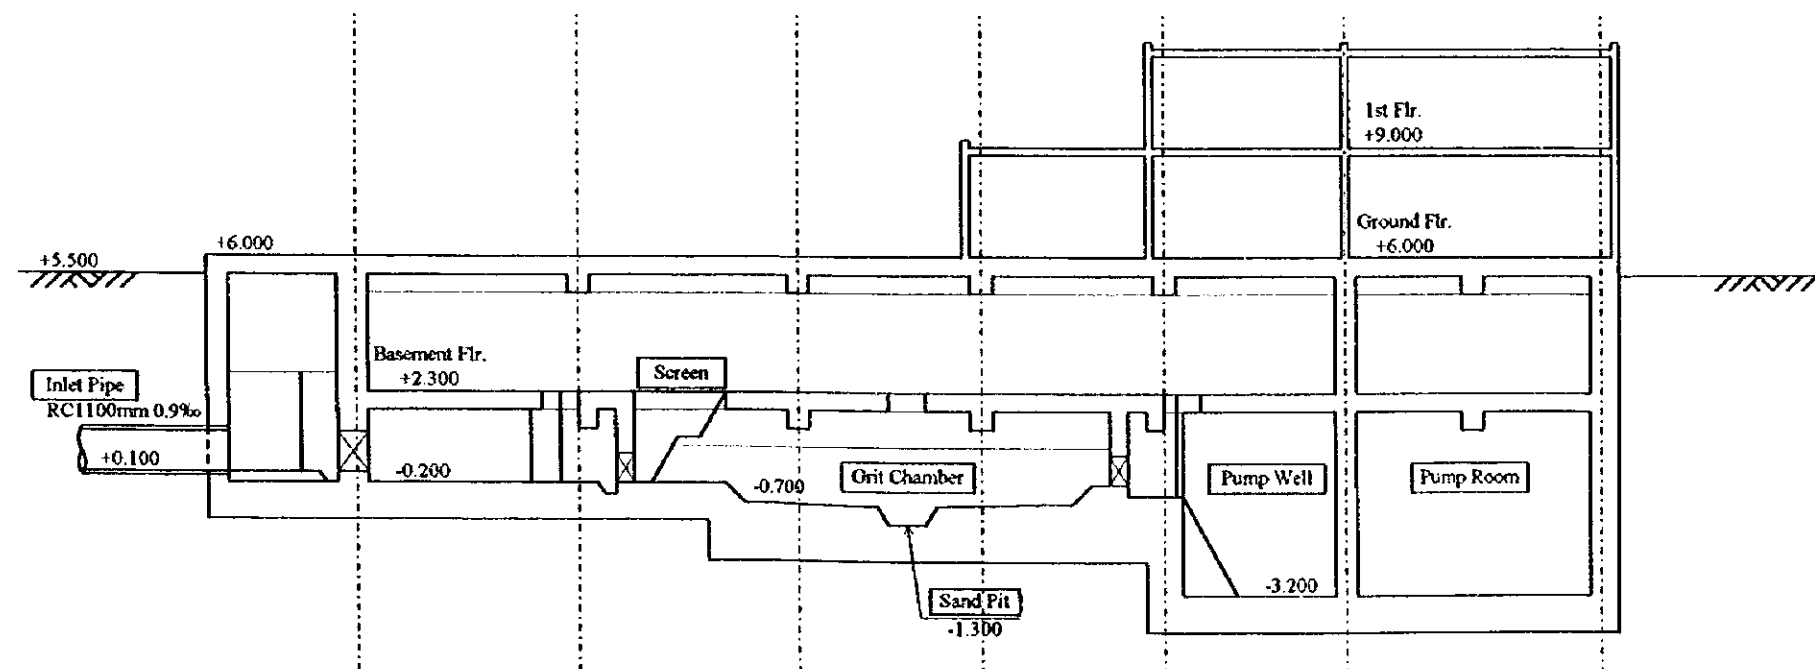 1st Flr.
+9.000
Ground Flr.
+6.000
+6.000
+5.500
Basement Flr.
+2.300
Screen
Inlet Pipe
RC1100mm 0.9‰
+0.100
-0.200
-0.700
Grit Chamber
Pump Well
Pump Room
-3.200
Sand Pit
-1.300